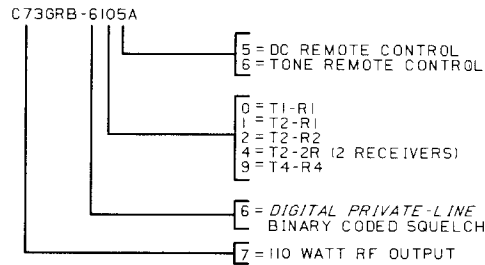 C73GRB-6105A
5 = DC REMOTE CONTROL
6 = TONE REMOTE CONTROL
0 = T1-R1
1 = T2-R1
2 = T2-R2
4 = T2-2R (2 RECEIVERS)
9 = T4-R4
6 = DIGITAL PRIVATE-LINE
BINARY CODED SQUELCH
7 = 110 WATT RF OUTPUT